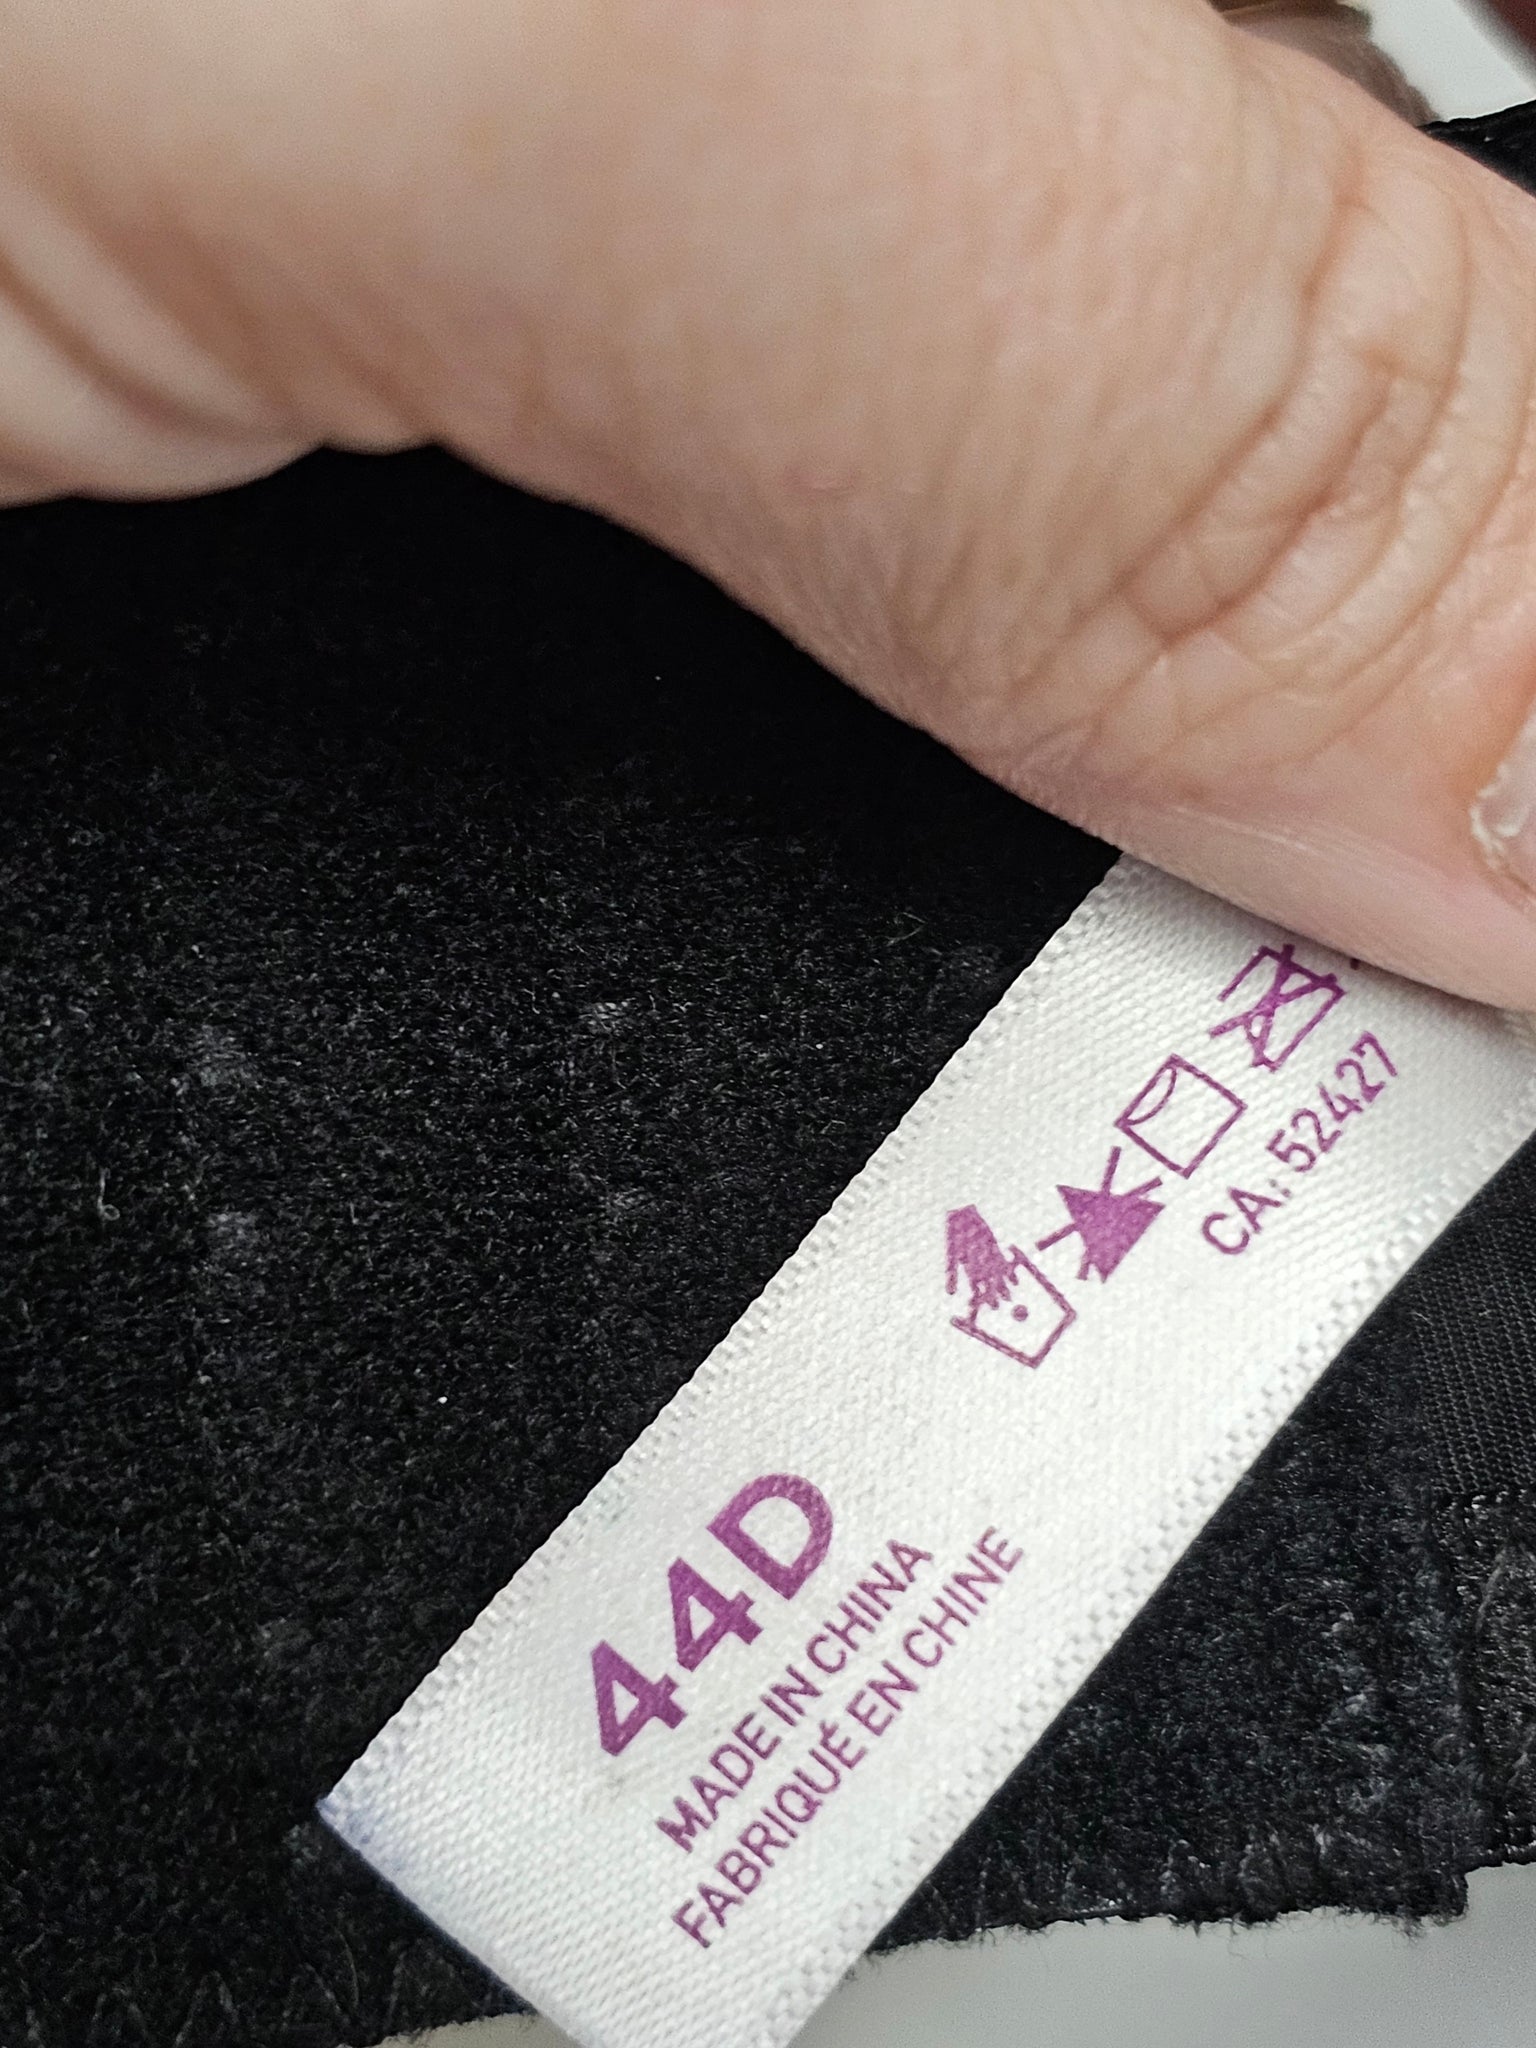 CA: 52427
44D
MADE IN CHINA
FABRIQUÉ EN CHINE